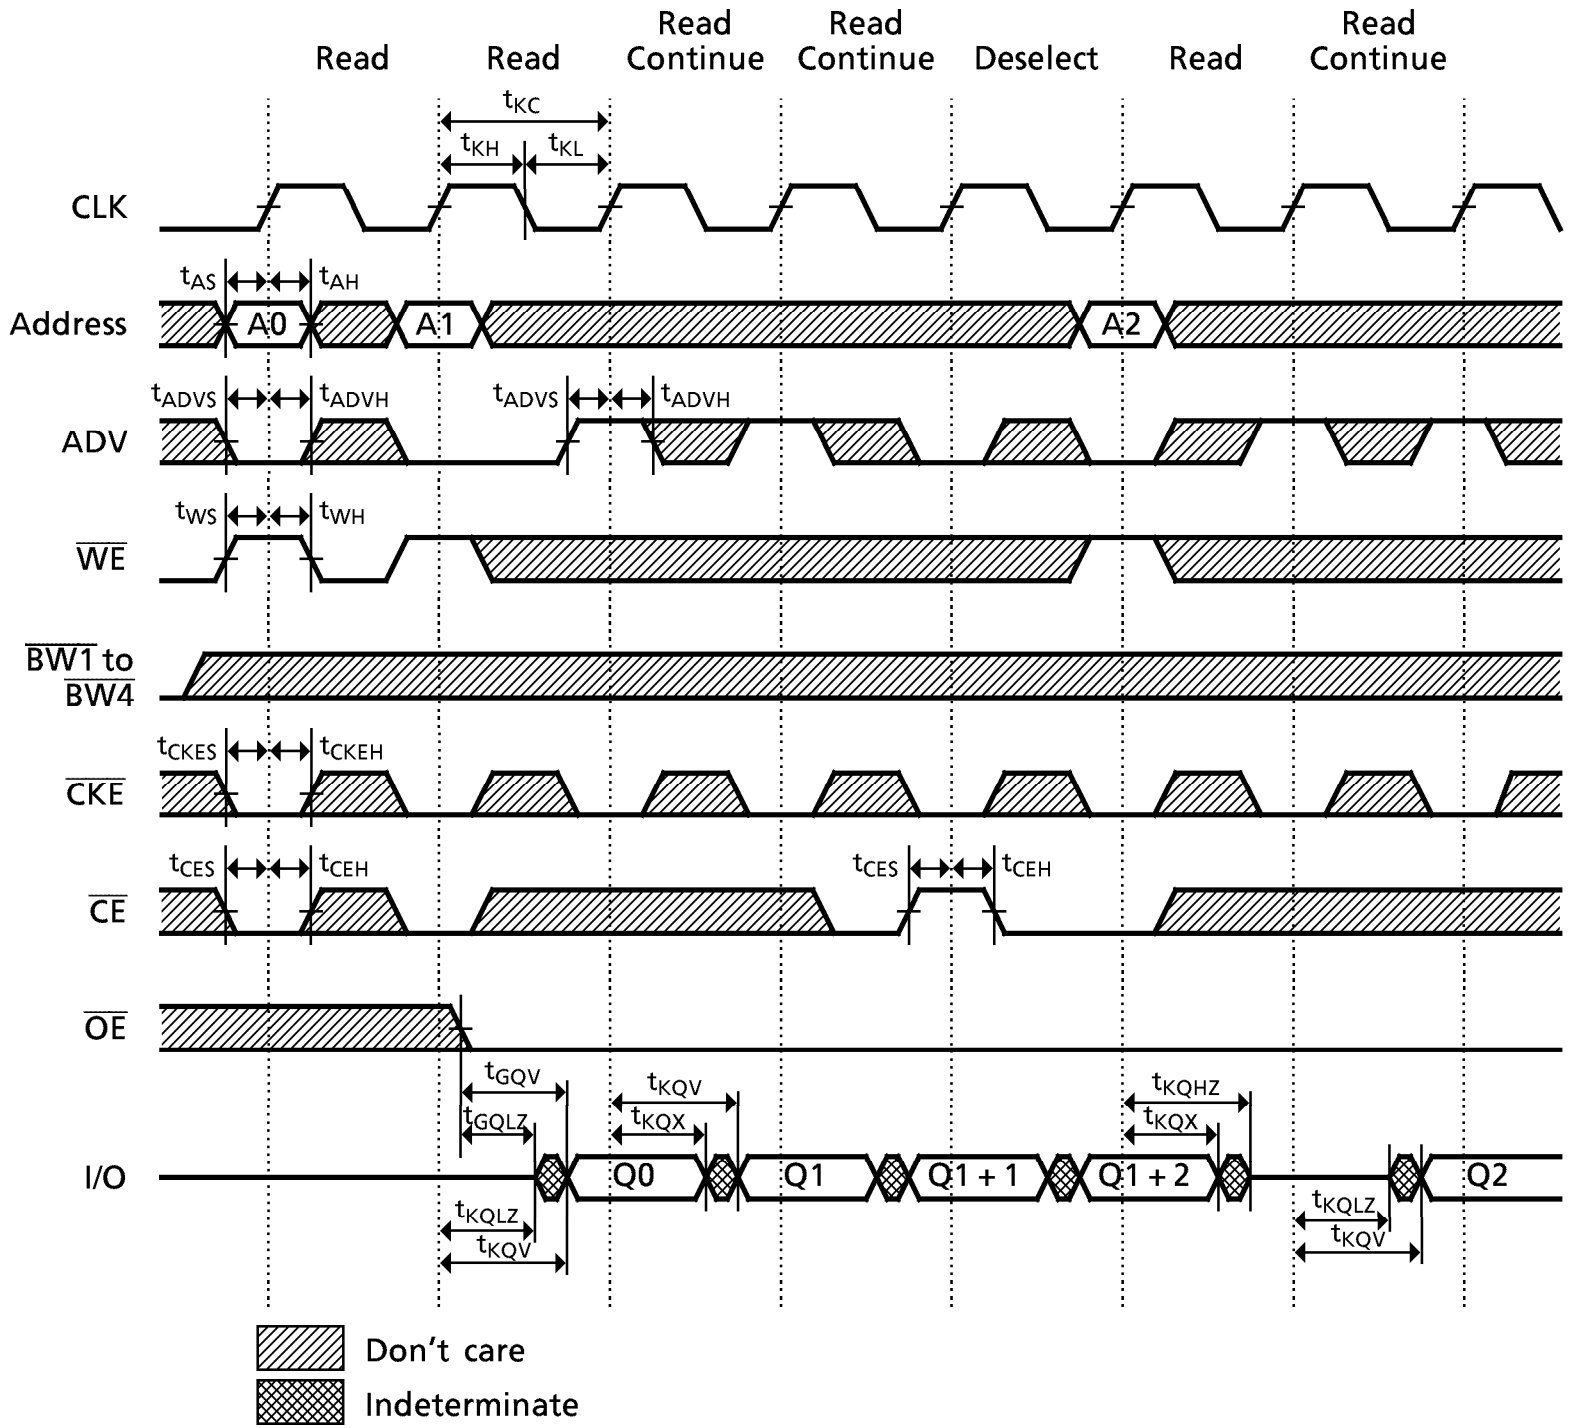 Read Read Read Continue Read Continue Deselect Read Read Continue
tKC
tKH tKL
CLK
tAS tAH
Address A0 A1 A2
tADVS tADVH tADVS tADVH
ADV
tWS tWH
WE
BW1 to
BW4
tCKES tCKEH
CKE
tCES tCEH tCES tCEH
CE
OE
tGQV tKQV tKQHZ
tGQLZ tKQX tKQX
I/O Q0 Q1 Q1 + 1 Q1 + 2 Q2
tKQLZ tKQLZ
tKQV tKQV
Don't care
Indeterminate